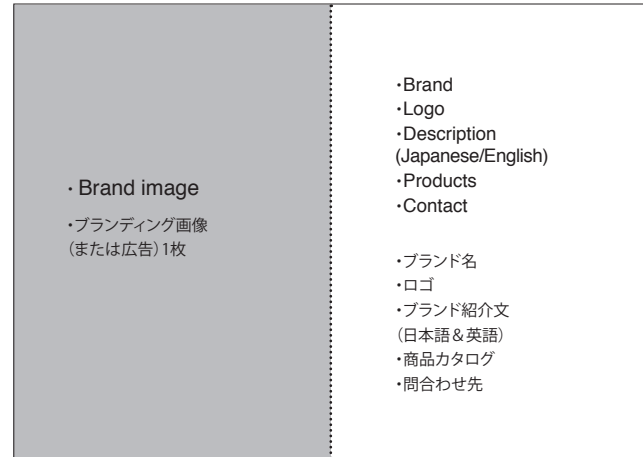 ・Brand image
・ブランディング画像
（または広告）1枚
・Brand
・Logo
・Description
(Japanese/English)
・Products
・Contact
・ブランド名
・ロゴ
・ブランド紹介文
（日本語＆英語）
・商品カタログ
・問合わせ先